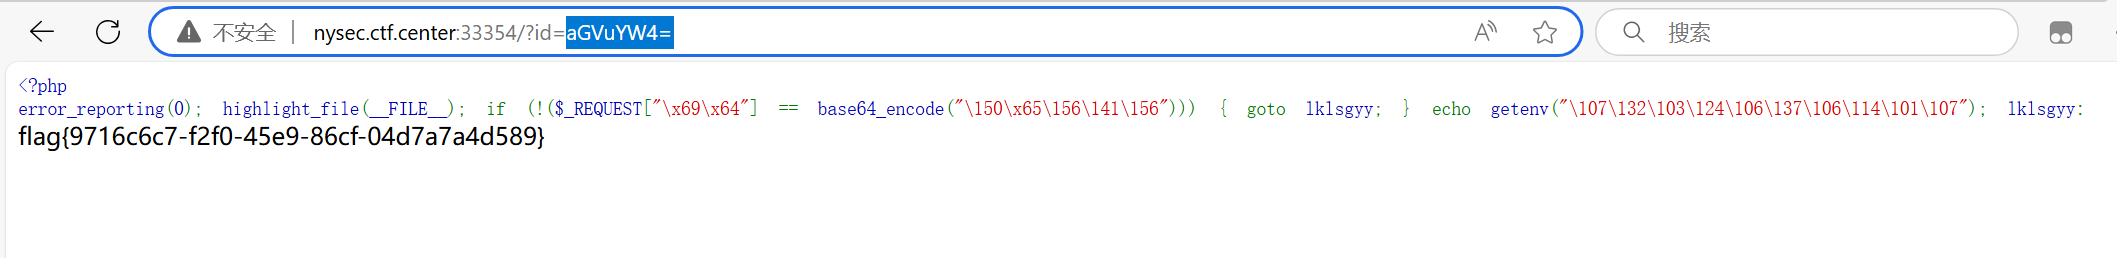 不安全 | nysec.ctf.center:33354/?id=aGVuYW4= A 搜索
<?php
error_reporting(0); highlight_file(__FILE__); if (!($_REQUEST["\x69\x64"] == base64_encode("\150\x65\156\141\156"))) { goto lklsgyy; } echo getenv("\107\132\103\124\106\137\106\114\101\107"); lklsgyy:
flag{9716c6c7-f2f0-45e9-86cf-04d7a7a4d589}